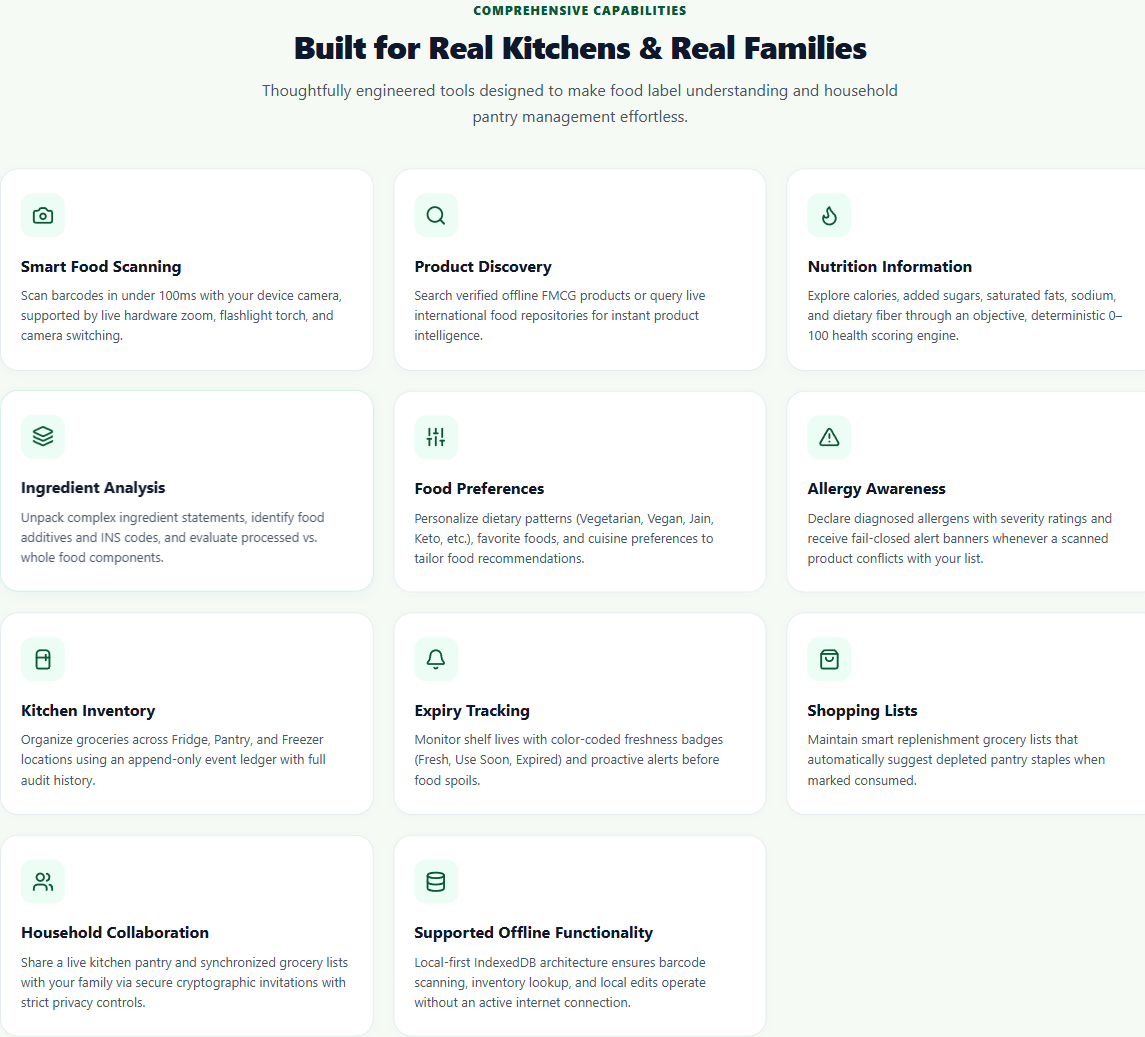 COMPREHENSIVE CAPABILITIES
Built for Real Kitchens & Real Families
Thoughtfully engineered tools designed to make food label understanding and household
pantry management effortless.
Smart Food Scanning
Scan barcodes in under 100ms with your device camera,
supported by live hardware zoom, flashlight torch, and
camera switching.
Product Discovery
Search verified offline FMCG products or query live
international food repositories for instant product
intelligence.
Nutrition Information
Explore calories, added sugars, saturated fats, sodium,
and dietary fiber through an objective, deterministic 0–
100 health scoring engine.
Ingredient Analysis
Unpack complex ingredient statements, identify food
additives and INS codes, and evaluate processed vs.
whole food components.
Food Preferences
Personalize dietary patterns (Vegetarian, Vegan, Jain,
Keto, etc.), favorite foods, and cuisine preferences to
tailor food recommendations.
Allergy Awareness
Declare diagnosed allergens with severity ratings and
receive fail-closed alert banners whenever a scanned
product conflicts with your list.
Kitchen Inventory
Organize groceries across Fridge, Pantry, and Freezer
locations using an append-only event ledger with full
audit history.
Expiry Tracking
Monitor shelf lives with color-coded freshness badges
(Fresh, Use Soon, Expired) and proactive alerts before
food spoils.
Shopping Lists
Maintain smart replenishment grocery lists that
automatically suggest depleted pantry staples when
marked consumed.
Household Collaboration
Share a live kitchen pantry and synchronized grocery lists
with your family via secure cryptographic invitations with
strict privacy controls.
Supported Offline Functionality
Local-first IndexedDB architecture ensures barcode
scanning, inventory lookup, and local edits operate
without an active internet connection.